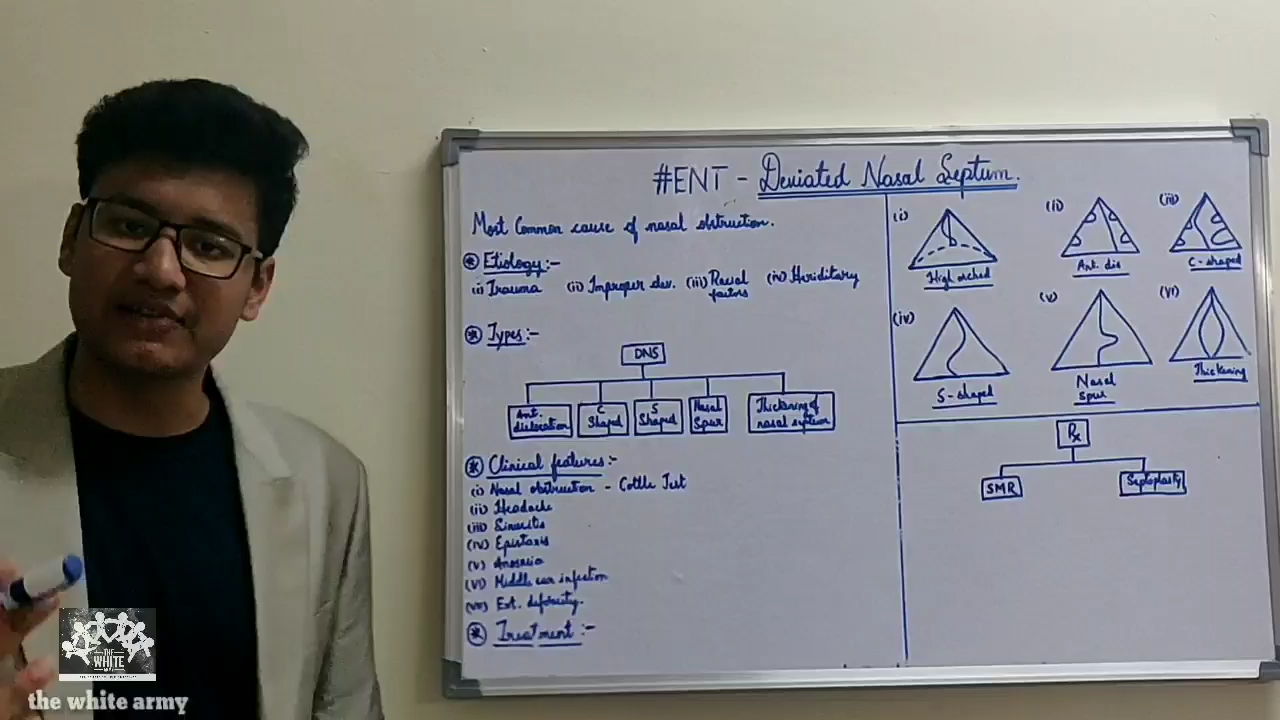 #ENT - Deviated Nasal Septum.
Most Common cause of nasal obstruction.
* Etiology:-
(i) Trauma (ii) Improper dev. (iii) Racial factors (iv) Heriditary
* Types:-
DNS
Ant. dislocation
C Shaped
S Shaped
Nasal Spur
Thickening of nasal septum
* Clinical features:-
(i) Nasal obstruction - Cottle Test
(ii) Headache
(iii) Sinusitis
(iv) Epistaxis
(v) Anosmia
(vi) Middle ear infection
(vii) Ext. deformity.
* Treatment:-
(i)
High arched
(ii)
Ant. dis
(iii)
C-shaped
(iv)
S-shaped
(v)
Nasal Spur
(vi)
Thickening
Rx
SMR
Septoplasty
THE WHITE
the white army